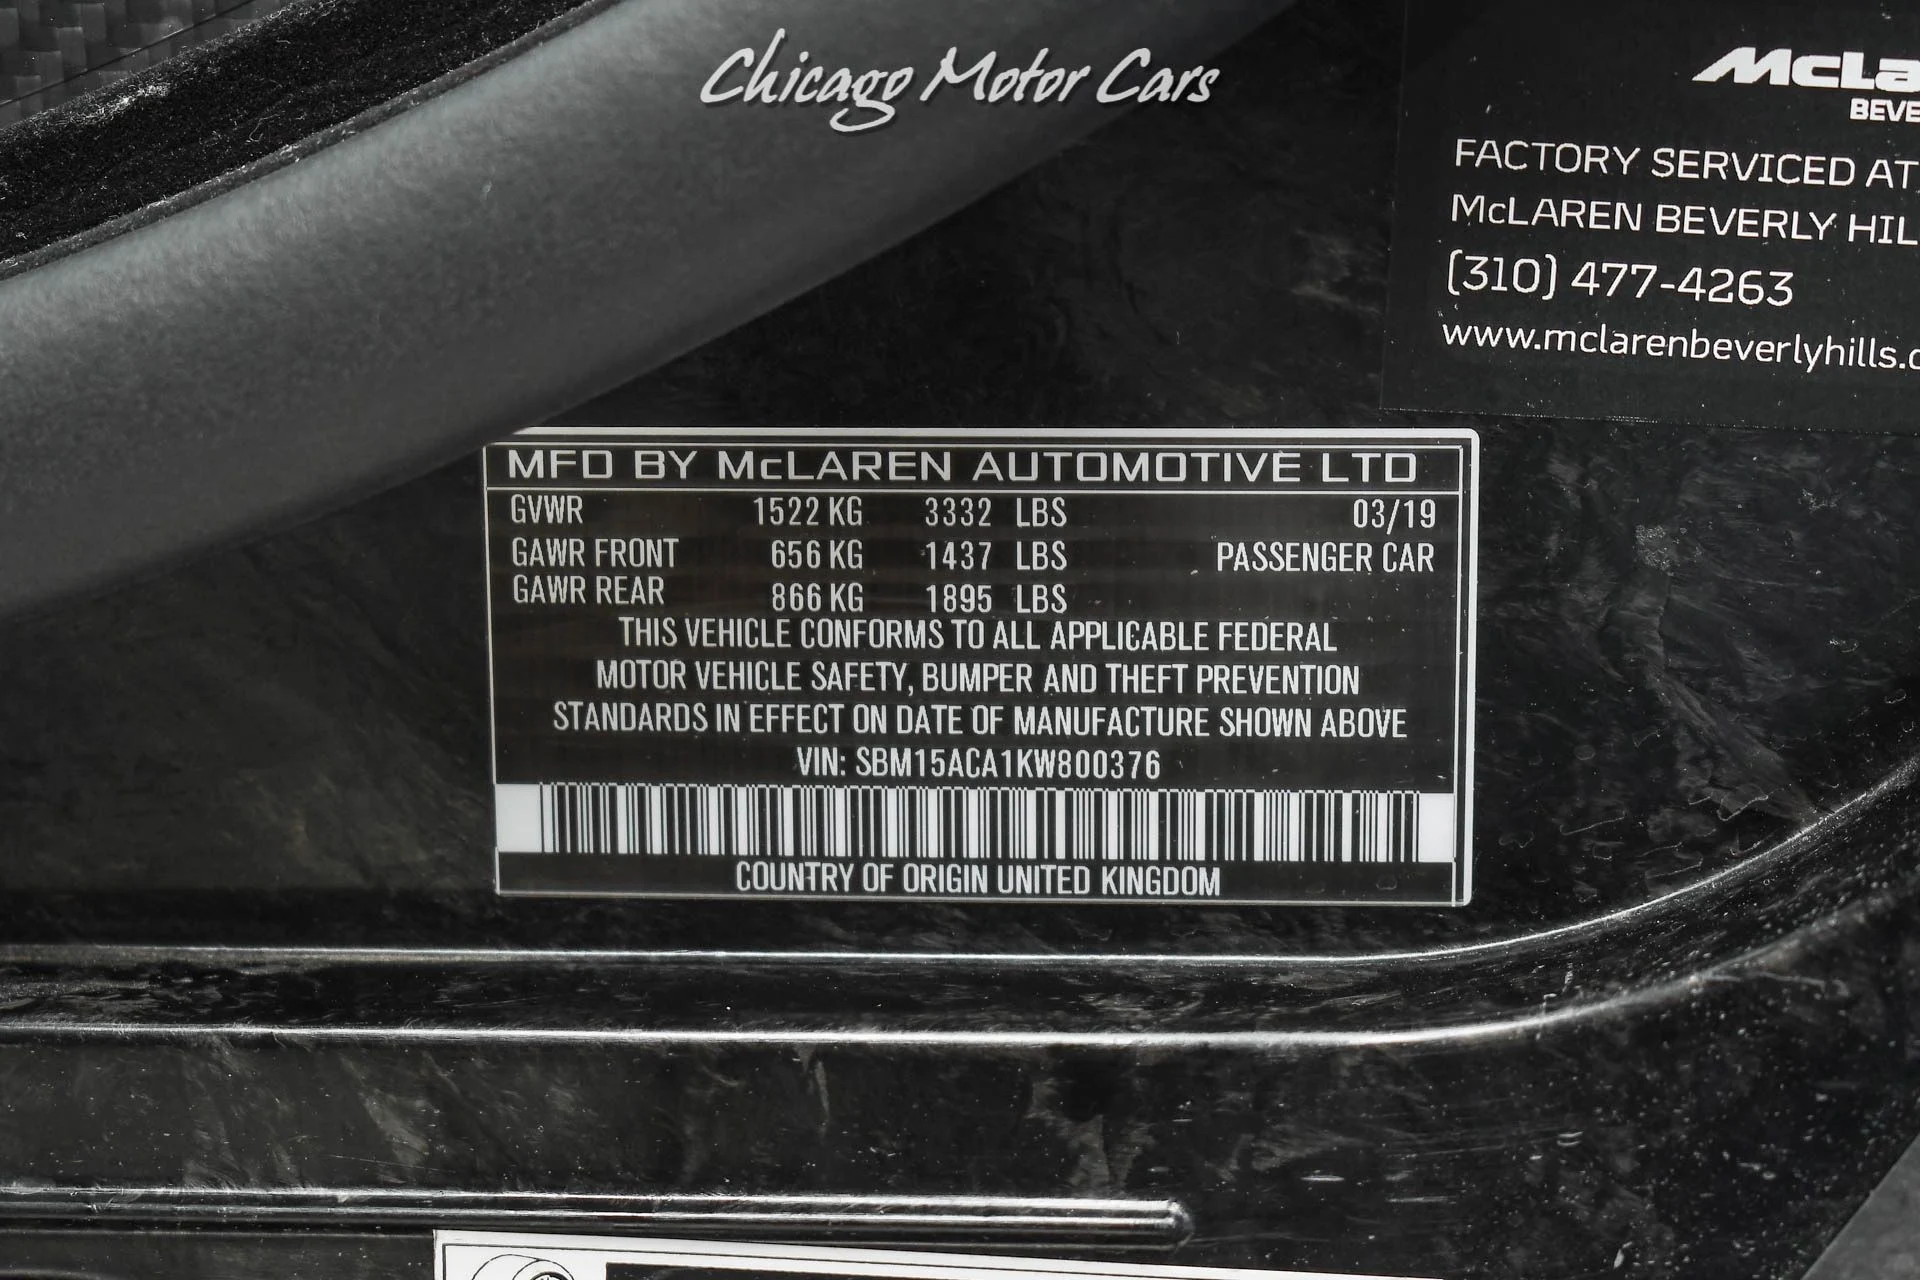 Chicago Motor Cars
McLa
BEVE
FACTORY SERVICED AT
McLAREN BEVERLY HIL
(310) 477-4263
www.mclarenbeverlyhills.c
MFD BY McLAREN AUTOMOTIVE LTD
GVWR 1522 KG 3332 LBS 03/19
GAWR FRONT 656 KG 1437 LBS PASSENGER CAR
GAWR REAR 866 KG 1895 LBS
THIS VEHICLE CONFORMS TO ALL APPLICABLE FEDERAL
MOTOR VEHICLE SAFETY, BUMPER AND THEFT PREVENTION
STANDARDS IN EFFECT ON DATE OF MANUFACTURE SHOWN ABOVE
VIN: SBM15ACA1KW800376
COUNTRY OF ORIGIN UNITED KINGDOM